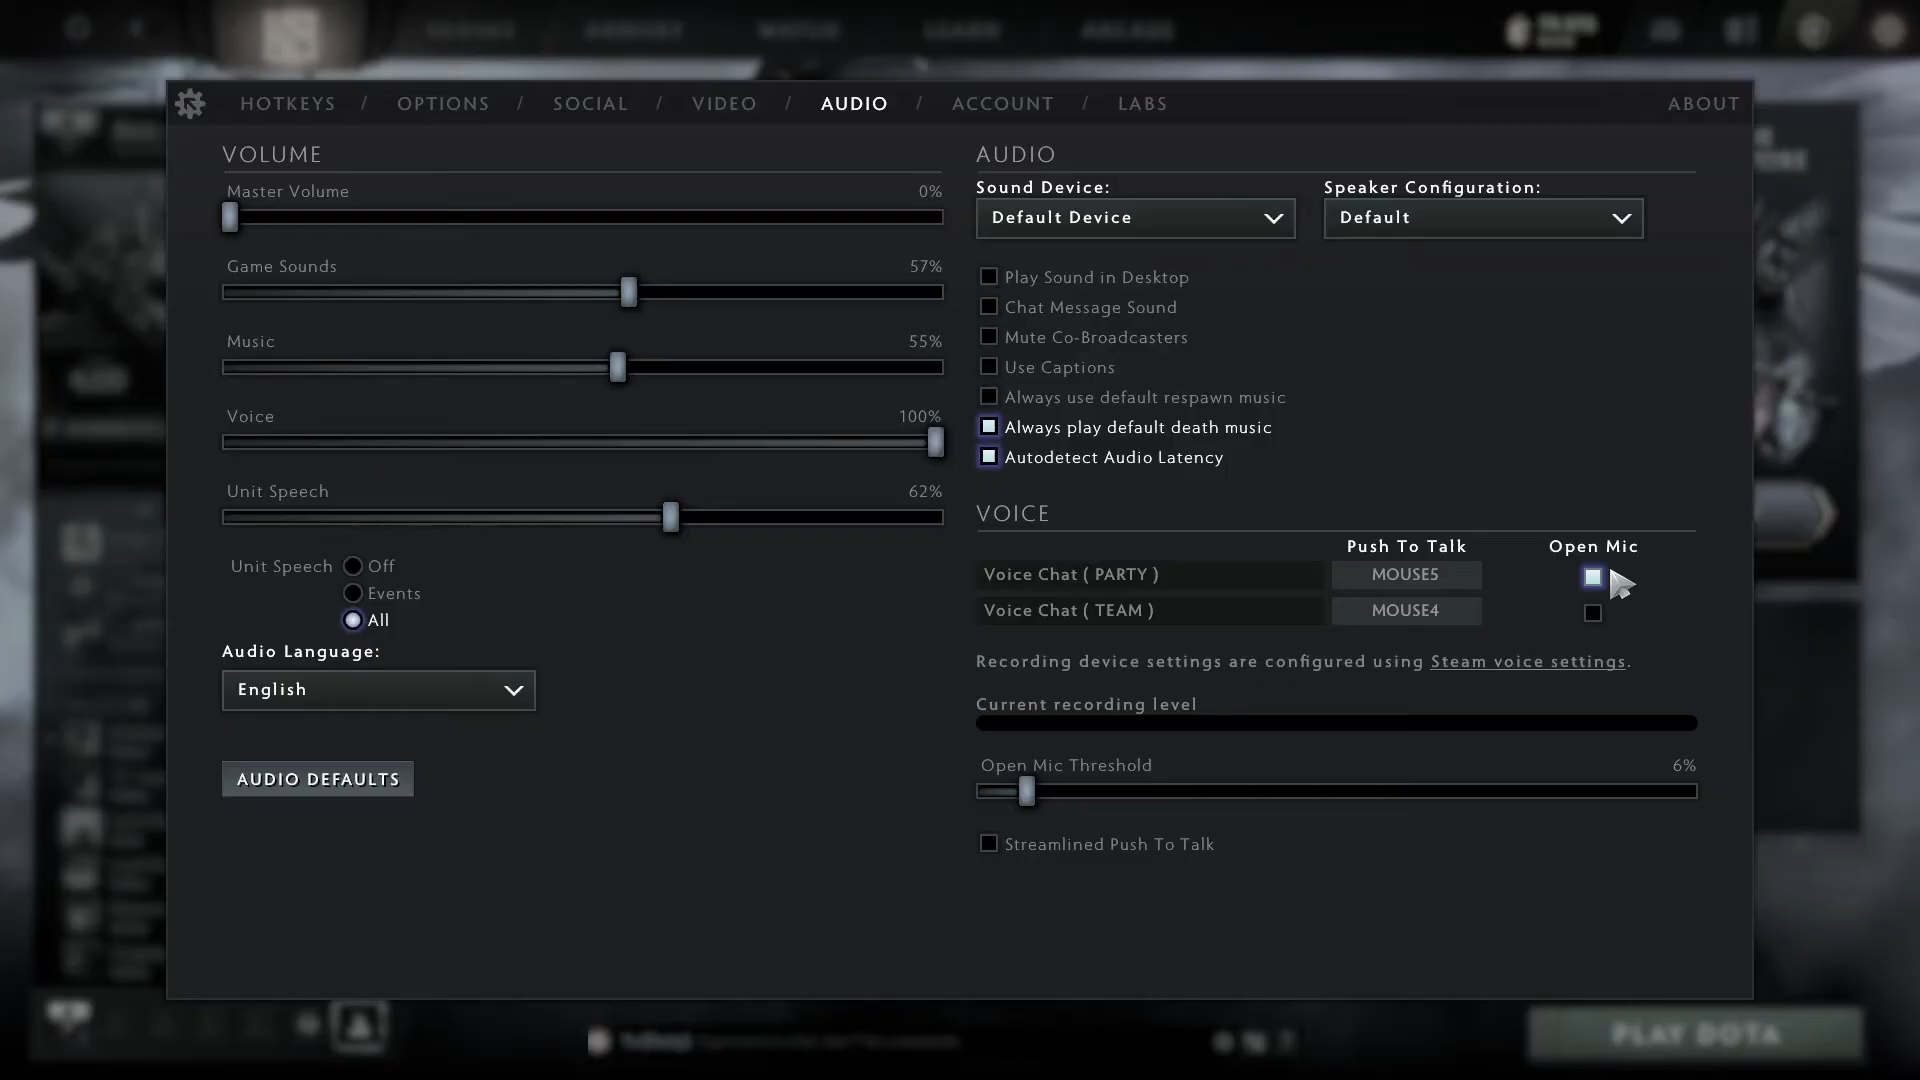 WATCH
LEARN
ARCADE
HOTKEYS / OPTIONS / SOCIAL / VIDEO / AUDIO / ACCOUNT / LABS
ABOUT
VOLUME
Master Volume 0%
Game Sounds 57%
Music 55%
Voice 100%
Unit Speech 62%
Unit Speech Off
Events
All
Audio Language:
English
AUDIO DEFAULTS
AUDIO
Sound Device: Speaker Configuration:
Default Device Default
Play Sound in Desktop
Chat Message Sound
Mute Co-Broadcasters
Use Captions
Always use default respawn music
Always play default death music
Autodetect Audio Latency
VOICE
Push To Talk Open Mic
Voice Chat ( PARTY ) MOUSE5
Voice Chat ( TEAM ) MOUSE4
Recording device settings are configured using Steam voice settings.
Current recording level
Open Mic Threshold 6%
Streamlined Push To Talk
PLAY DOTA